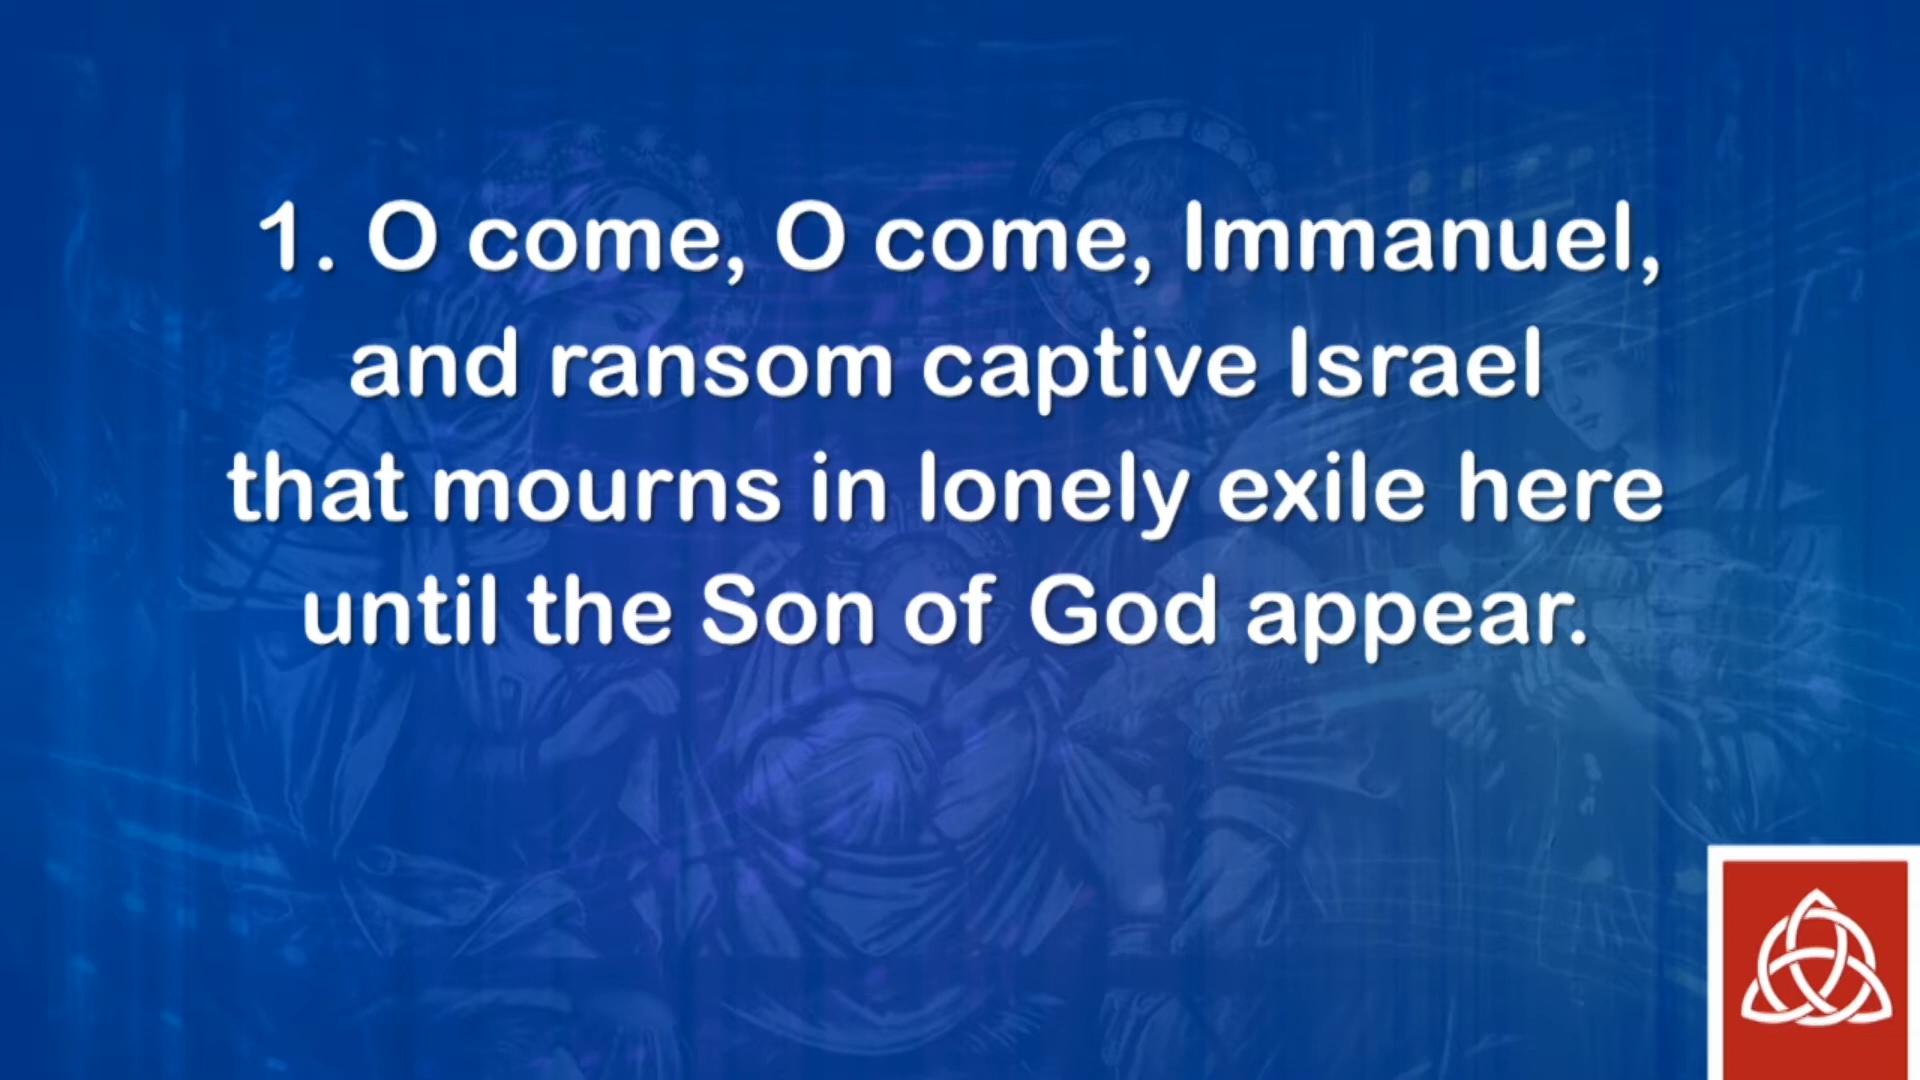 1. O come, O come, Immanuel,
and ransom captive Israel
that mourns in lonely exile here
until the Son of God appear.